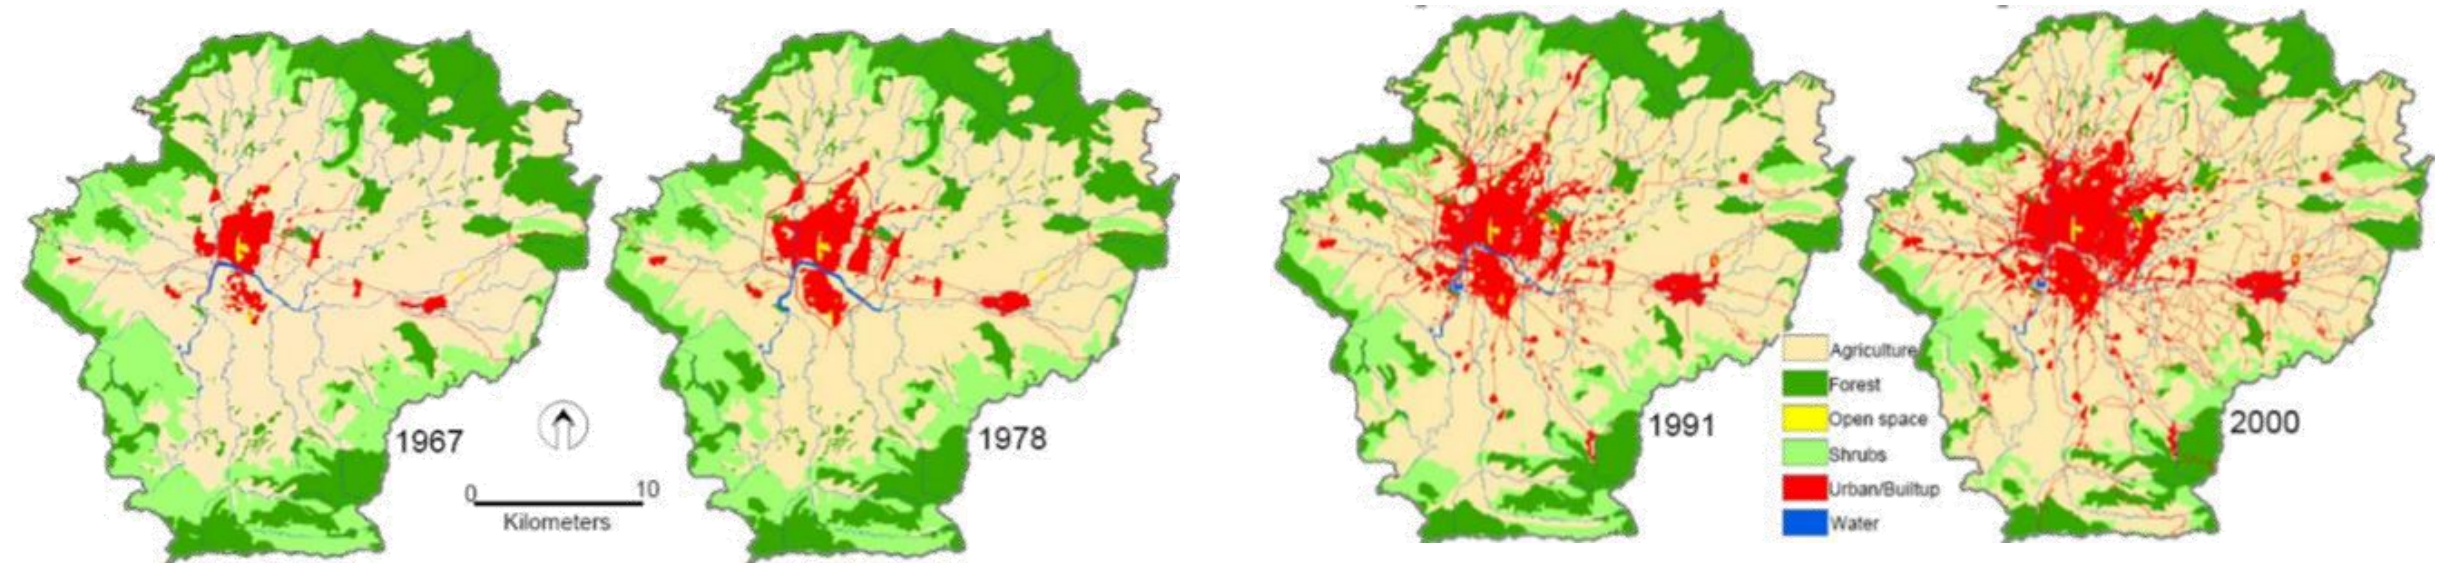 1967
0 10
Kilometers
1978
1991
Agriculture
Forest
Open space
Shrubs
Urban/Builtup
Water
2000